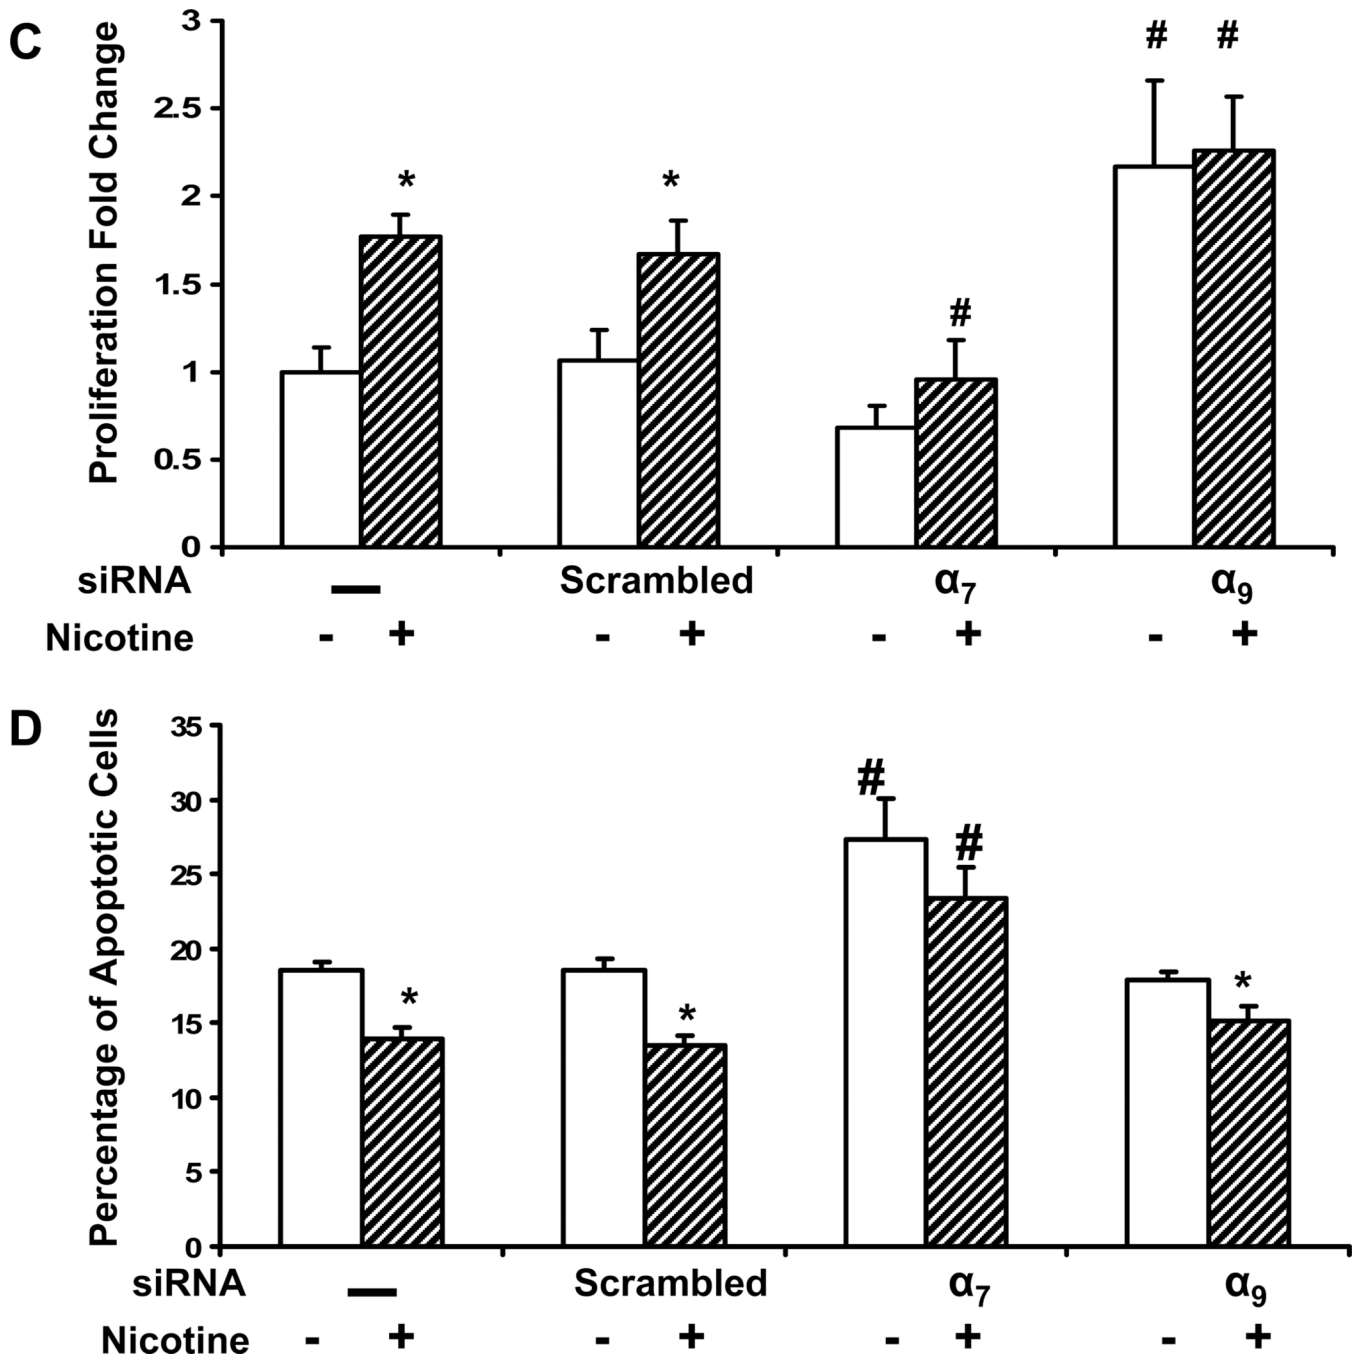 C
Proliferation Fold Change
3
2.5
2
1.5
1
0.5
0
* * # # #
siRNA — Scrambled α7 α9
Nicotine - + - + - + - +
D
Percentage of Apoptotic Cells
35
30
25
20
15
10
5
0
* * # # *
siRNA — Scrambled α7 α9
Nicotine - + - + - + - +